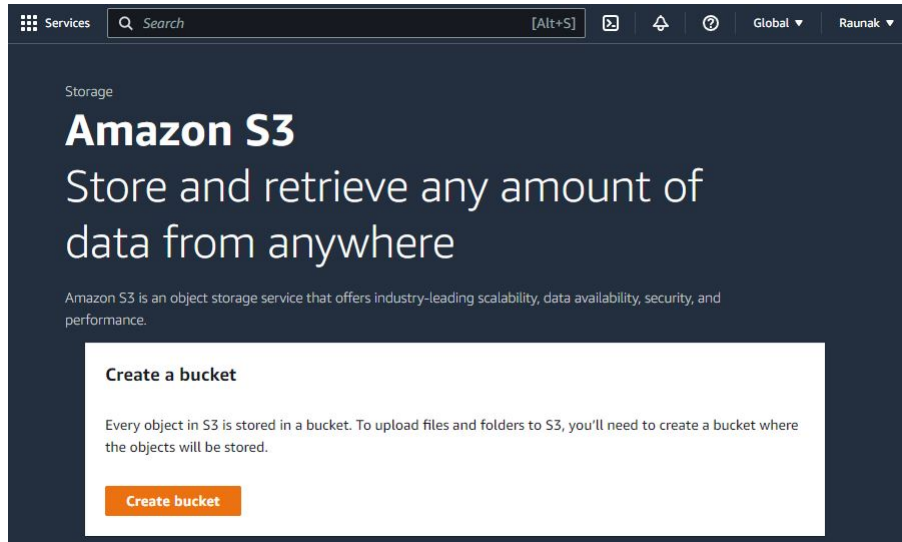 Services Search [Alt+S] Global Raunak
Storage
Amazon S3
Store and retrieve any amount of
data from anywhere
Amazon S3 is an object storage service that offers industry-leading scalability, data availability, security, and
performance.
Create a bucket
Every object in S3 is stored in a bucket. To upload files and folders to S3, you'll need to create a bucket where
the objects will be stored.
Create bucket